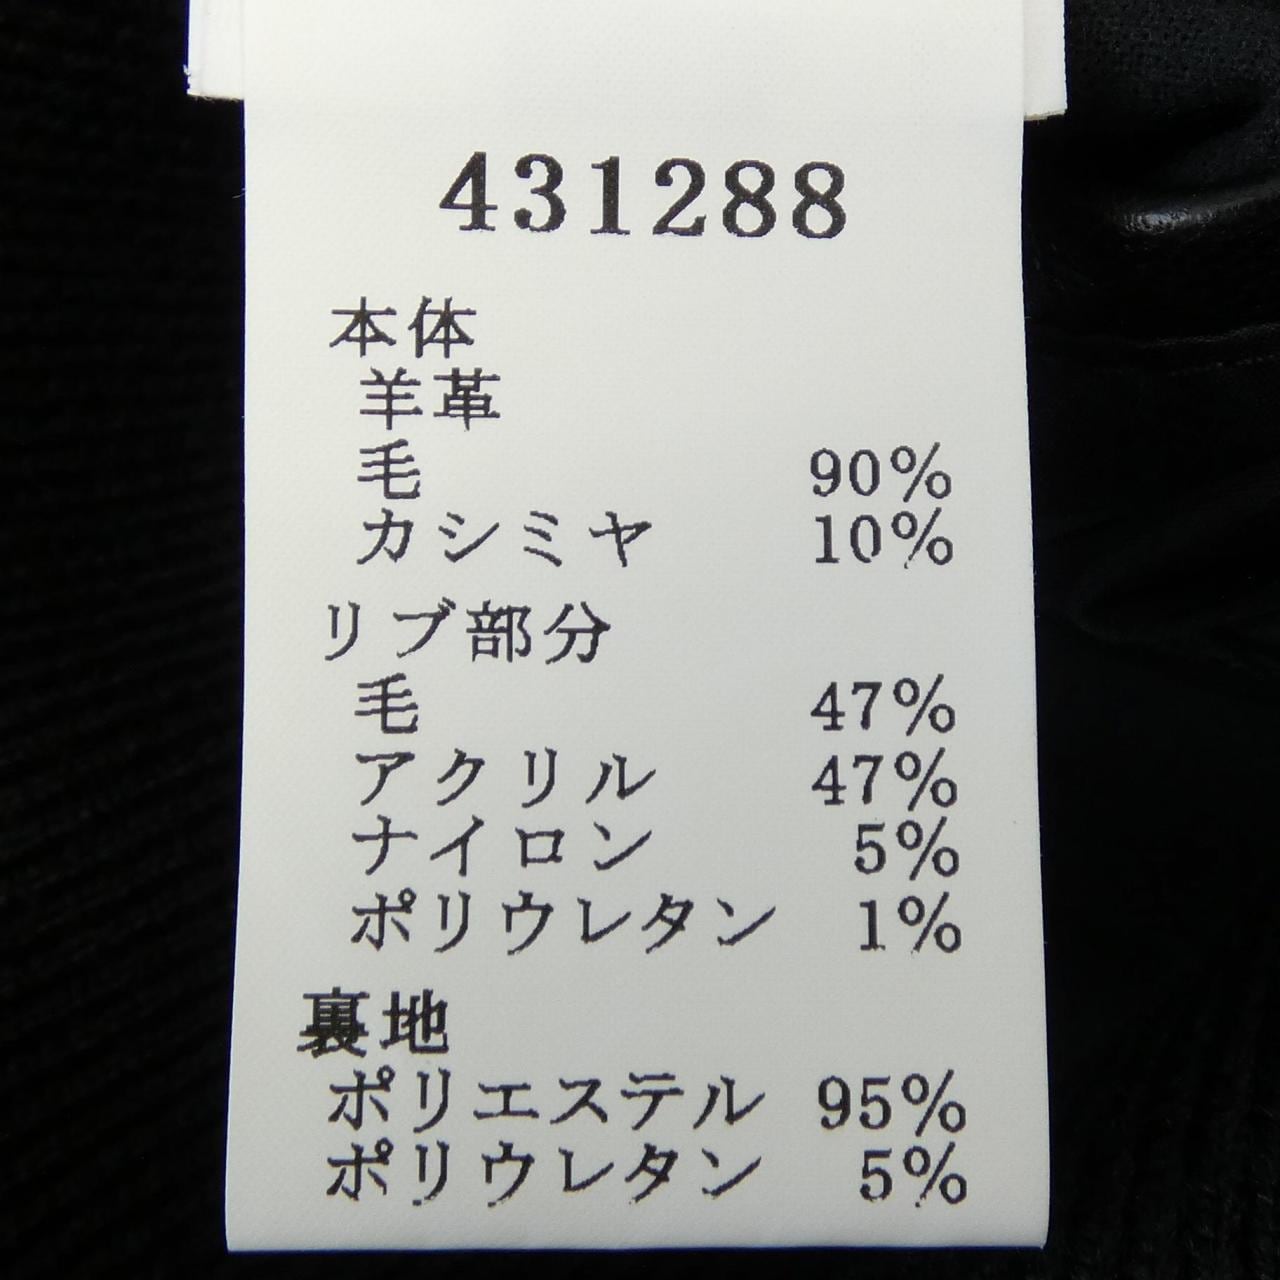 431288
本体
羊革
毛 90%
カシミヤ 10%
リブ部分
毛 47%
アクリル 47%
ナイロン 5%
ポリウレタン 1%
裏地
ポリエステル 95%
ポリウレタン 5%